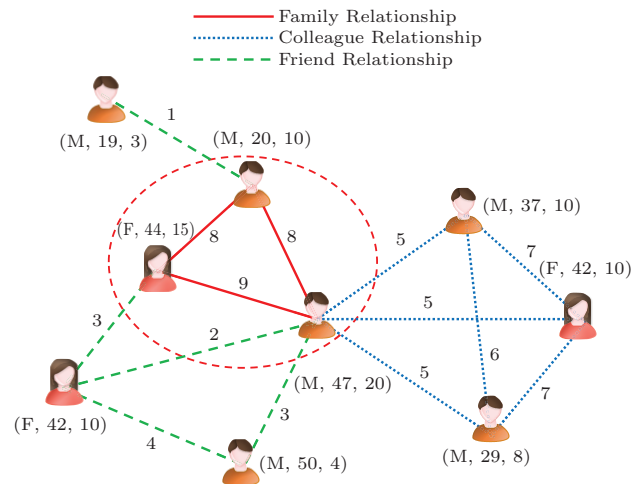 Family Relationship
Colleague Relationship
Friend Relationship
1
(M, 19, 3)
(M, 20, 10)
(F, 44, 15)
8
8
9
(M, 37, 10)
5
7
(F, 42, 10)
3
2
5
6
5
7
(M, 47, 20)
3
(F, 42, 10)
4
(M, 50, 4)
(M, 29, 8)